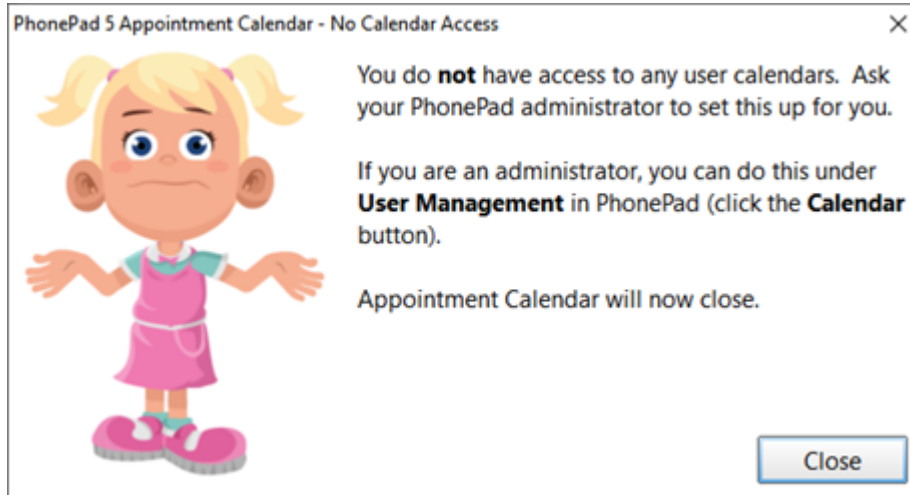 PhonePad 5 Appointment Calendar - No Calendar Access
You do not have access to any user calendars.  Ask
your PhonePad administrator to set this up for you.
If you are an administrator, you can do this under
User Management in PhonePad (click the Calendar
button).
Appointment Calendar will now close.
Close